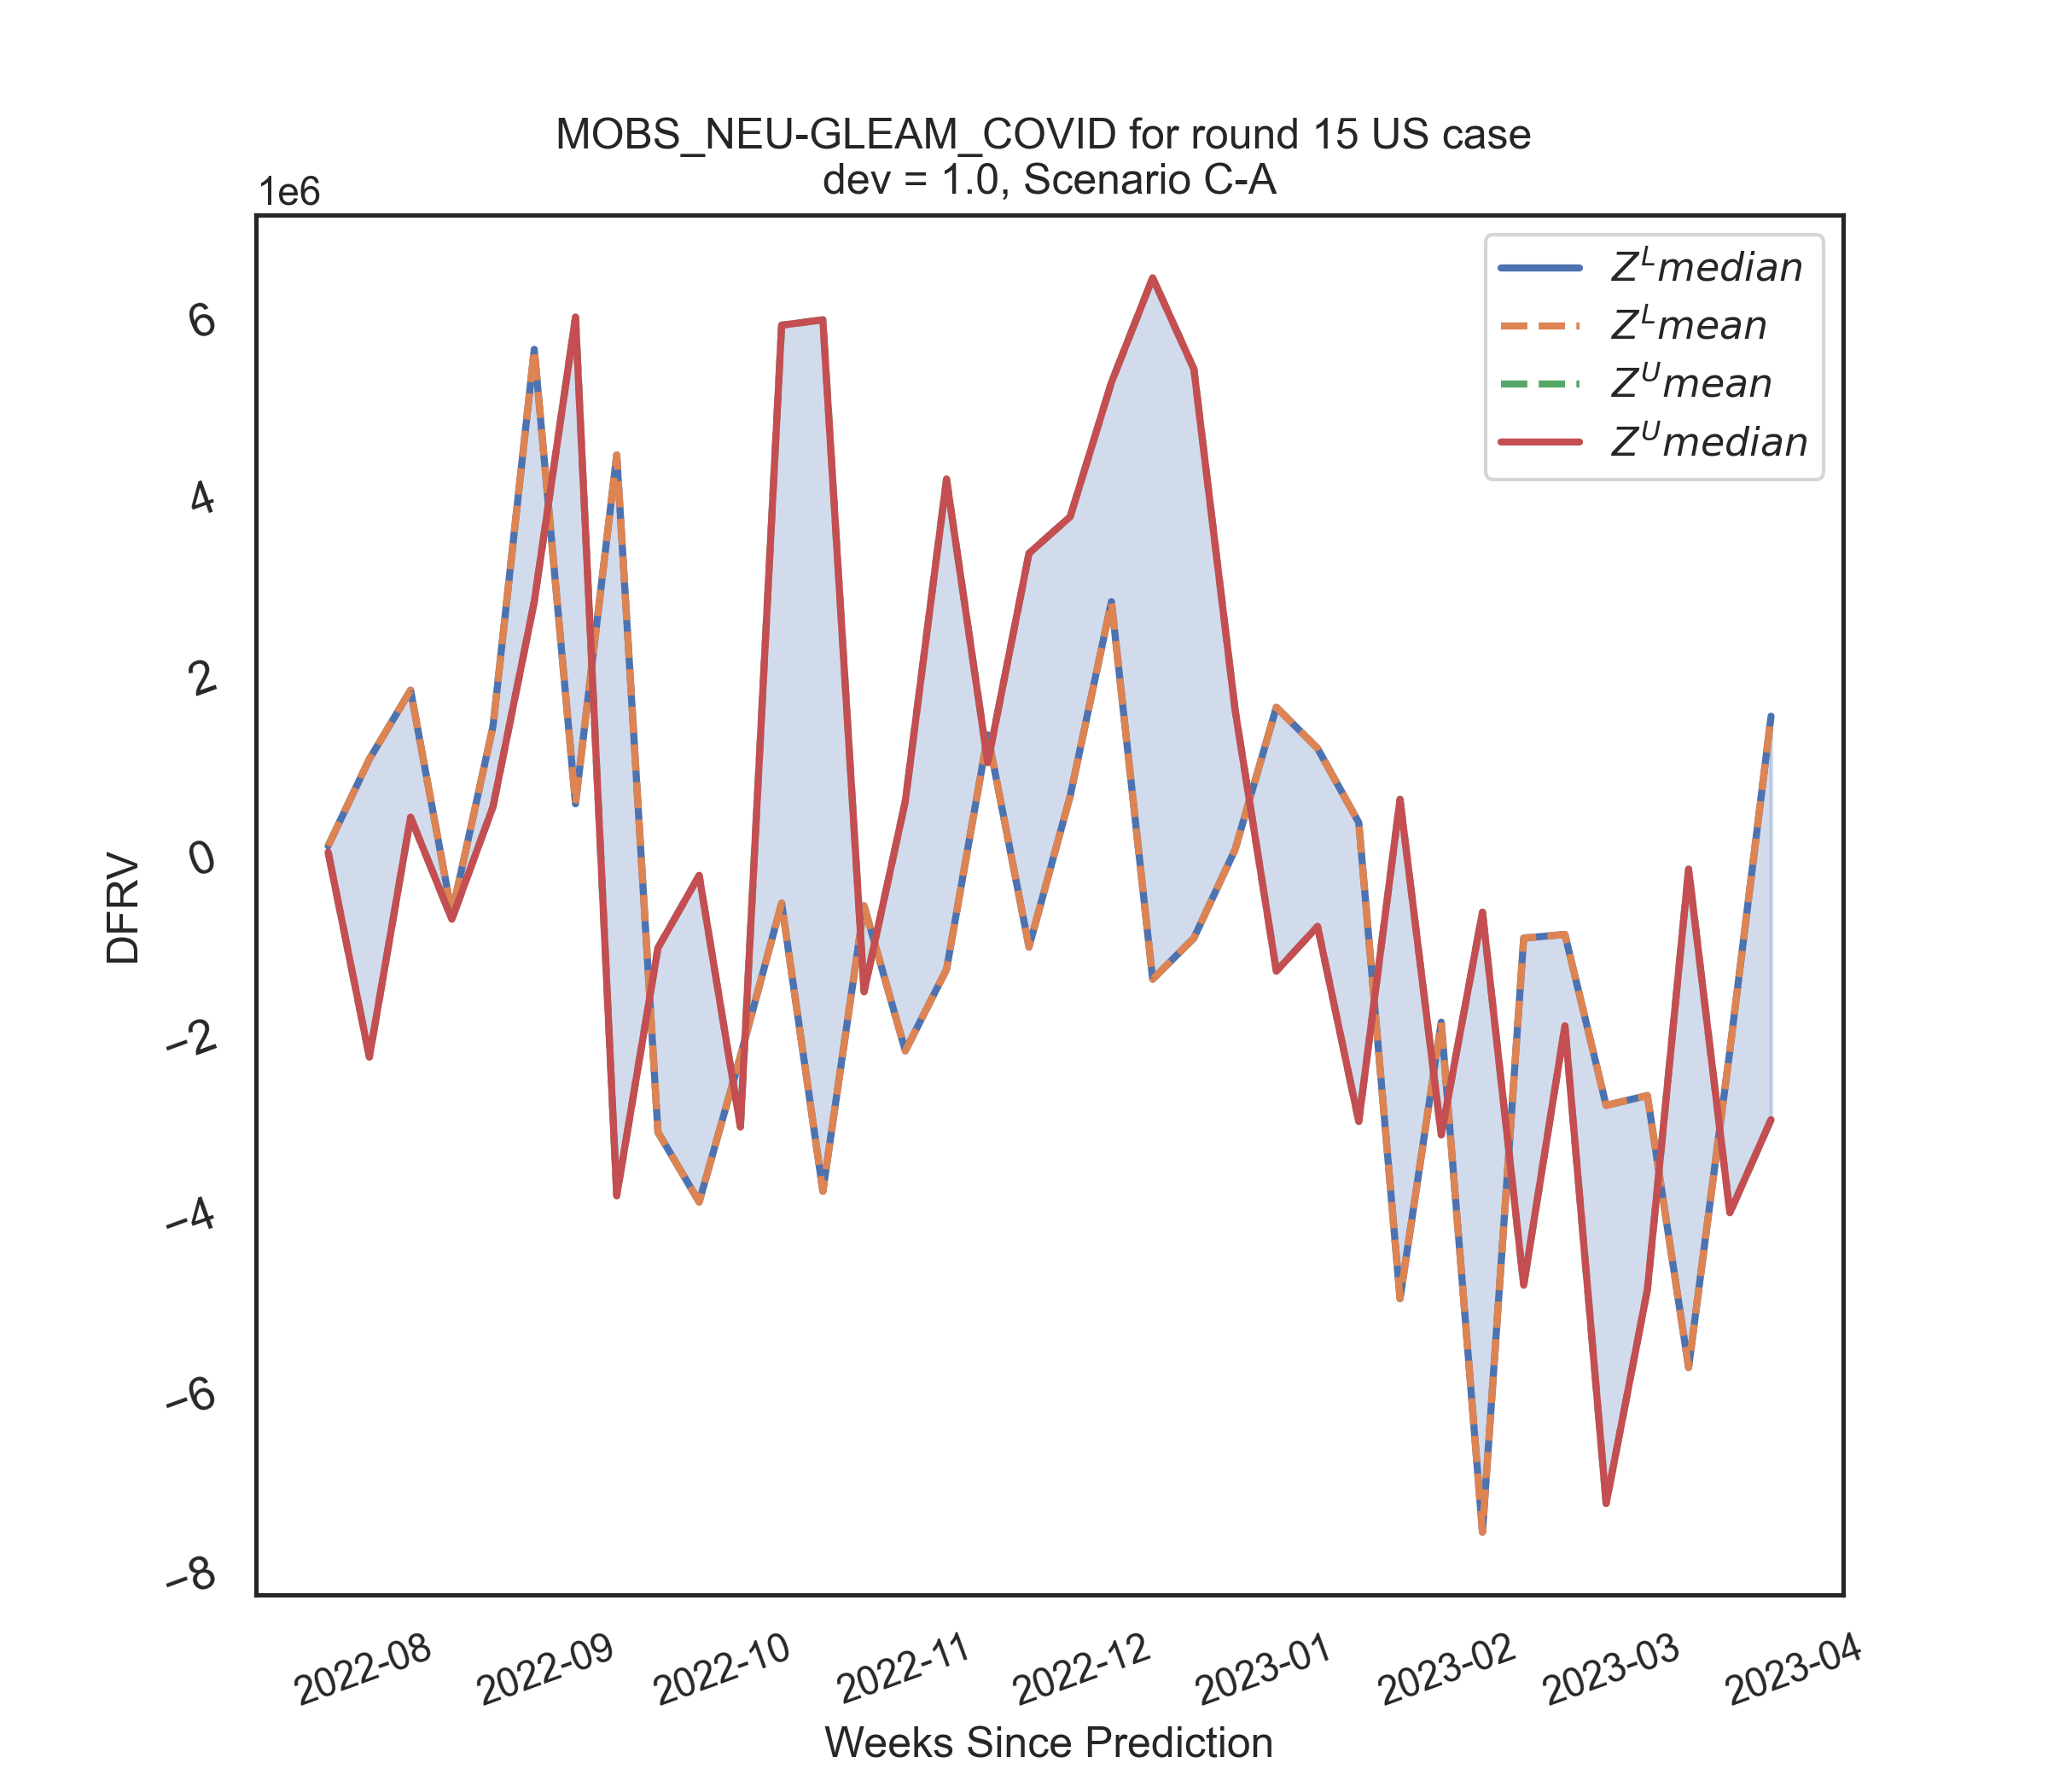 MOBS_NEU-GLEAM_COVID for round 15 US case
dev = 1.0, Scenario C-A
1e6
Z^L median
Z^L mean
Z^U mean
Z^U median
6
4
2
0
−2
−4
−6
−8
DFRV
2022-08
2022-09
2022-10
2022-11
2022-12
2023-01
2023-02
2023-03
2023-04
Weeks Since Prediction